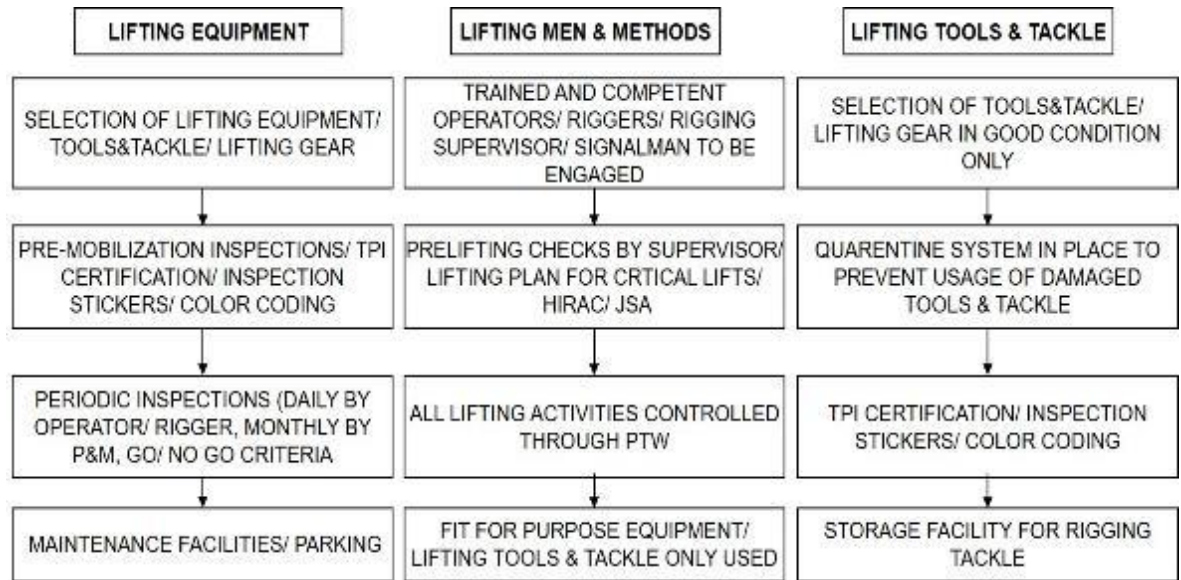 LIFTING EQUIPMENT
SELECTION OF LIFTING EQUIPMENT/
TOOLS&TACKLE/ LIFTING GEAR
PRE-MOBILIZATION INSPECTIONS/ TPI
CERTIFICATION/ INSPECTION
STICKERS/ COLOR CODING
PERIODIC INSPECTIONS (DAILY BY
OPERATOR/ RIGGER, MONTHLY BY
P&M, GO/ NO GO CRITERIA
MAINTENANCE FACILITIES/ PARKING
LIFTING MEN & METHODS
TRAINED AND COMPETENT
OPERATORS/ RIGGERS/ RIGGING
SUPERVISOR/ SIGNALMAN TO BE
ENGAGED
PRELIFTING CHECKS BY SUPERVISOR/
LIFTING PLAN FOR CRTICAL LIFTS/
HIRAC/ JSA
ALL LIFTING ACTIVITIES CONTROLLED
THROUGH PTW
FIT FOR PURPOSE EQUIPMENT/
LIFTING TOOLS & TACKLE ONLY USED
LIFTING TOOLS & TACKLE
SELECTION OF TOOLS&TACKLE/
LIFTING GEAR IN GOOD CONDITION
ONLY
QUARENTINE SYSTEM IN PLACE TO
PREVENT USAGE OF DAMAGED
TOOLS & TACKLE
TPI CERTIFICATION/ INSPECTION
STICKERS/ COLOR CODING
STORAGE FACILITY FOR RIGGING
TACKLE